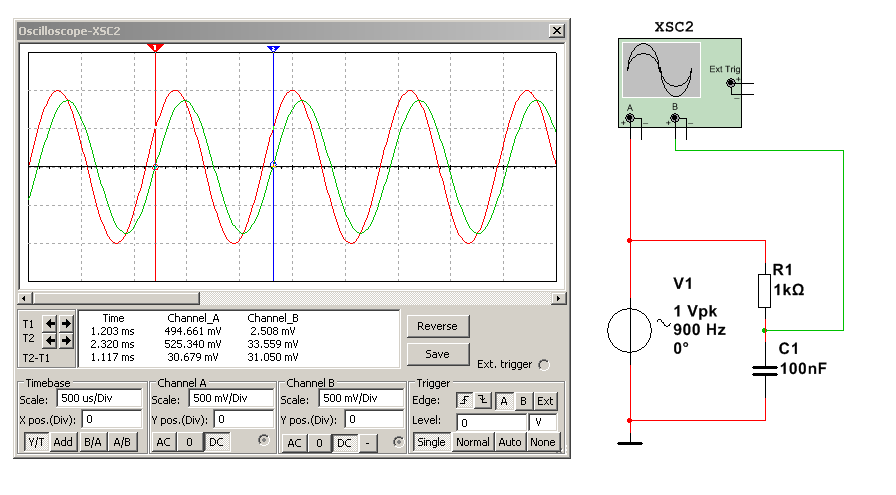 Oscilloscope-XSC2
1
2
T1
T2
T2-T1
Time Channel_A Channel_B
1.203 ms 494.661 mV 2.508 mV
2.320 ms 525.340 mV 33.559 mV
1.117 ms 30.679 mV 31.050 mV
Reverse
Save
Ext. trigger
Timebase
Scale: 500 us/Div
X pos.(Div): 0
Y/T Add B/A A/B
Channel A
Scale: 500 mV/Div
Y pos.(Div): 0
AC 0 DC
Channel B
Scale: 500 mV/Div
Y pos.(Div): 0
AC 0 DC -
Trigger
Edge: A B Ext
Level: 0 V
Single Normal Auto None
XSC2
Ext Trig
+
–
A B
+ – + –
V1
1 Vpk
900 Hz
0°
R1
1kΩ
C1
100nF